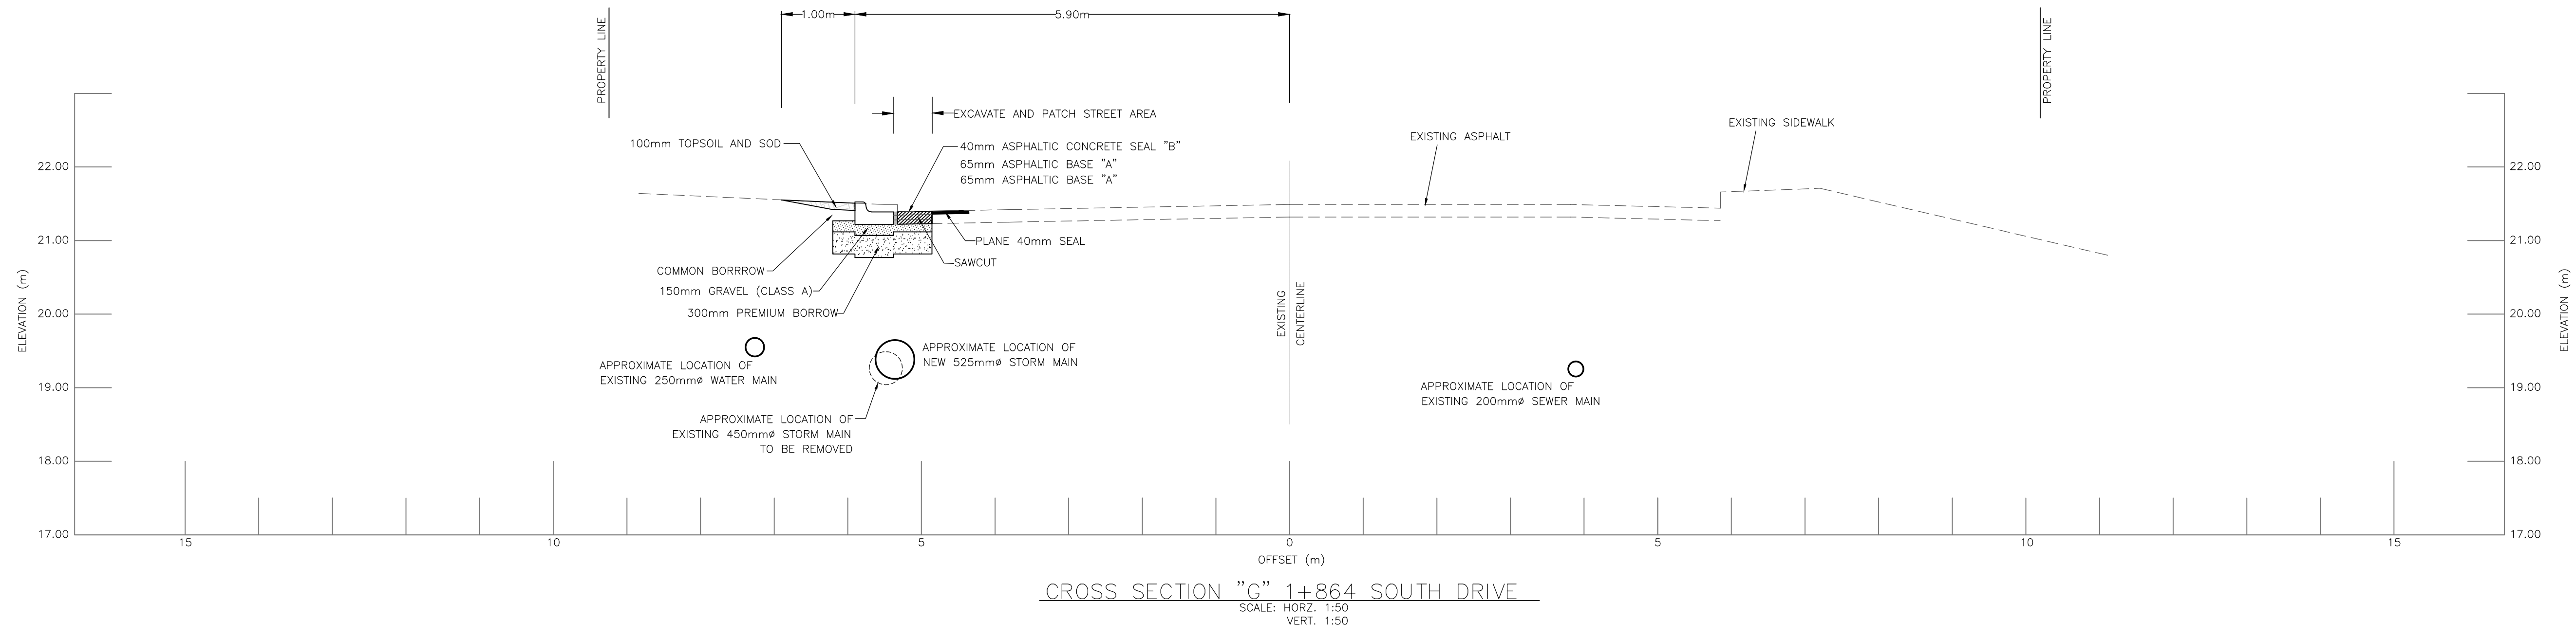 1.00m
5.90m
PROPERTY LINE
PROPERTY LINE
EXCAVATE AND PATCH STREET AREA
100mm TOPSOIL AND SOD
40mm ASPHALTIC CONCRETE SEAL "B"
65mm ASPHALTIC BASE "A"
65mm ASPHALTIC BASE "A"
EXISTING ASPHALT
EXISTING SIDEWALK
PLANE 40mm SEAL
SAWCUT
COMMON BORRROW
150mm GRAVEL (CLASS A)
300mm PREMIUM BORROW
EXISTING
CENTERLINE
APPROXIMATE LOCATION OF
EXISTING 250mmø WATER MAIN
APPROXIMATE LOCATION OF
NEW 525mmø STORM MAIN
APPROXIMATE LOCATION OF
EXISTING 450mmø STORM MAIN
TO BE REMOVED
APPROXIMATE LOCATION OF
EXISTING 200mmø SEWER MAIN
ELEVATION (m)
22.00
21.00
20.00
19.00
18.00
17.00
22.00
21.00
20.00
19.00
18.00
17.00
ELEVATION (m)
15
10
5
0
5
10
15
OFFSET (m)
CROSS SECTION "G" 1+864 SOUTH DRIVE
SCALE: HORZ. 1:50
VERT. 1:50